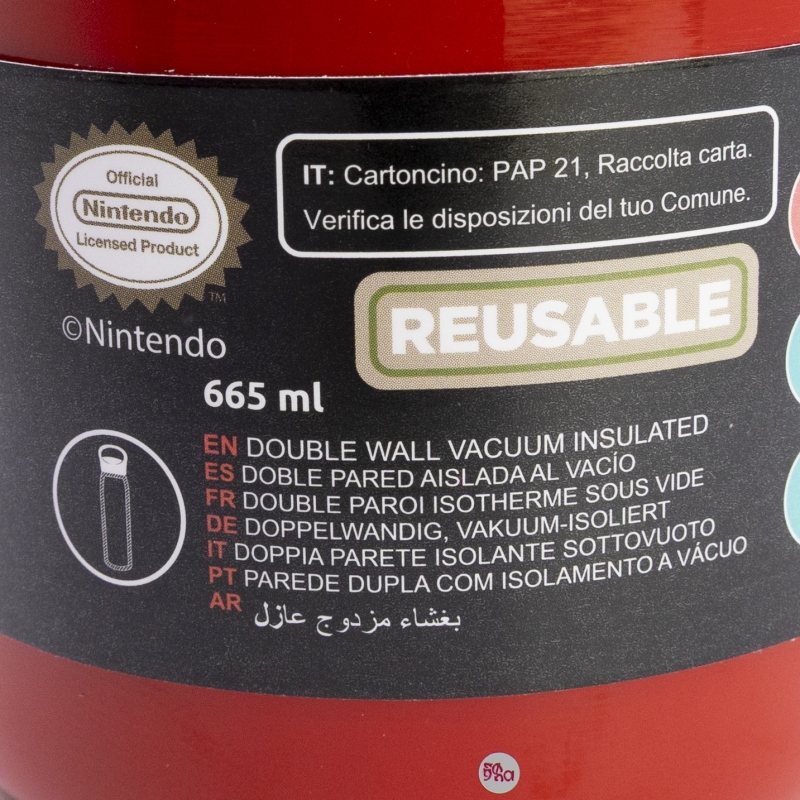 Official
Nintendo
Licensed Product
TM
©Nintendo
IT: Cartoncino: PAP 21, Raccolta carta.
Verifica le disposizioni del tuo Comune.
REUSABLE
665 ml
EN DOUBLE WALL VACUUM INSULATED
ES DOBLE PARED AISLADA AL VACÍO
FR DOUBLE PAROI ISOTHERME SOUS VIDE
DE DOPPELWANDIG, VAKUUM-ISOLIERT
IT DOPPIA PARETE ISOLANTE SOTTOVUOTO
PT PAREDE DUPLA COM ISOLAMENTO A VÁCUO
AR بغشاء مزدوج عازل